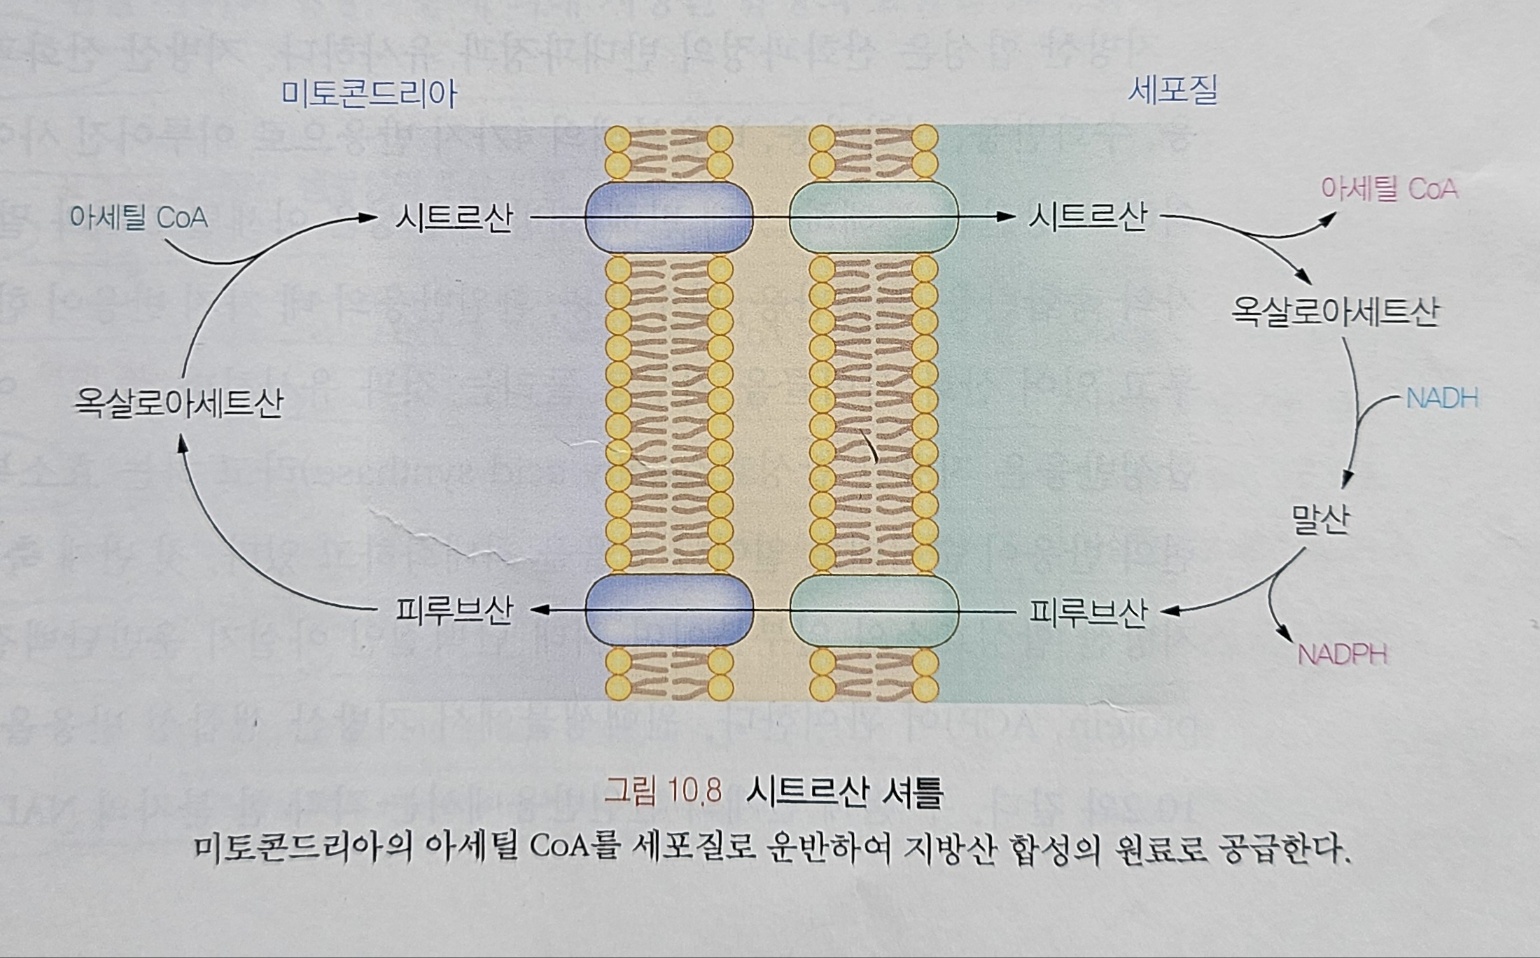 미토콘드리아
세포질
아세틸 CoA
시트르산
시트르산
아세틸 CoA
옥살로아세트산
옥살로아세트산
NADH
말산
피루브산
피루브산
NADPH
그림 10.8 시트르산 셔틀
미토콘드리아의 아세틸 CoA를 세포질로 운반하여 지방산 합성의 원료로 공급한다.